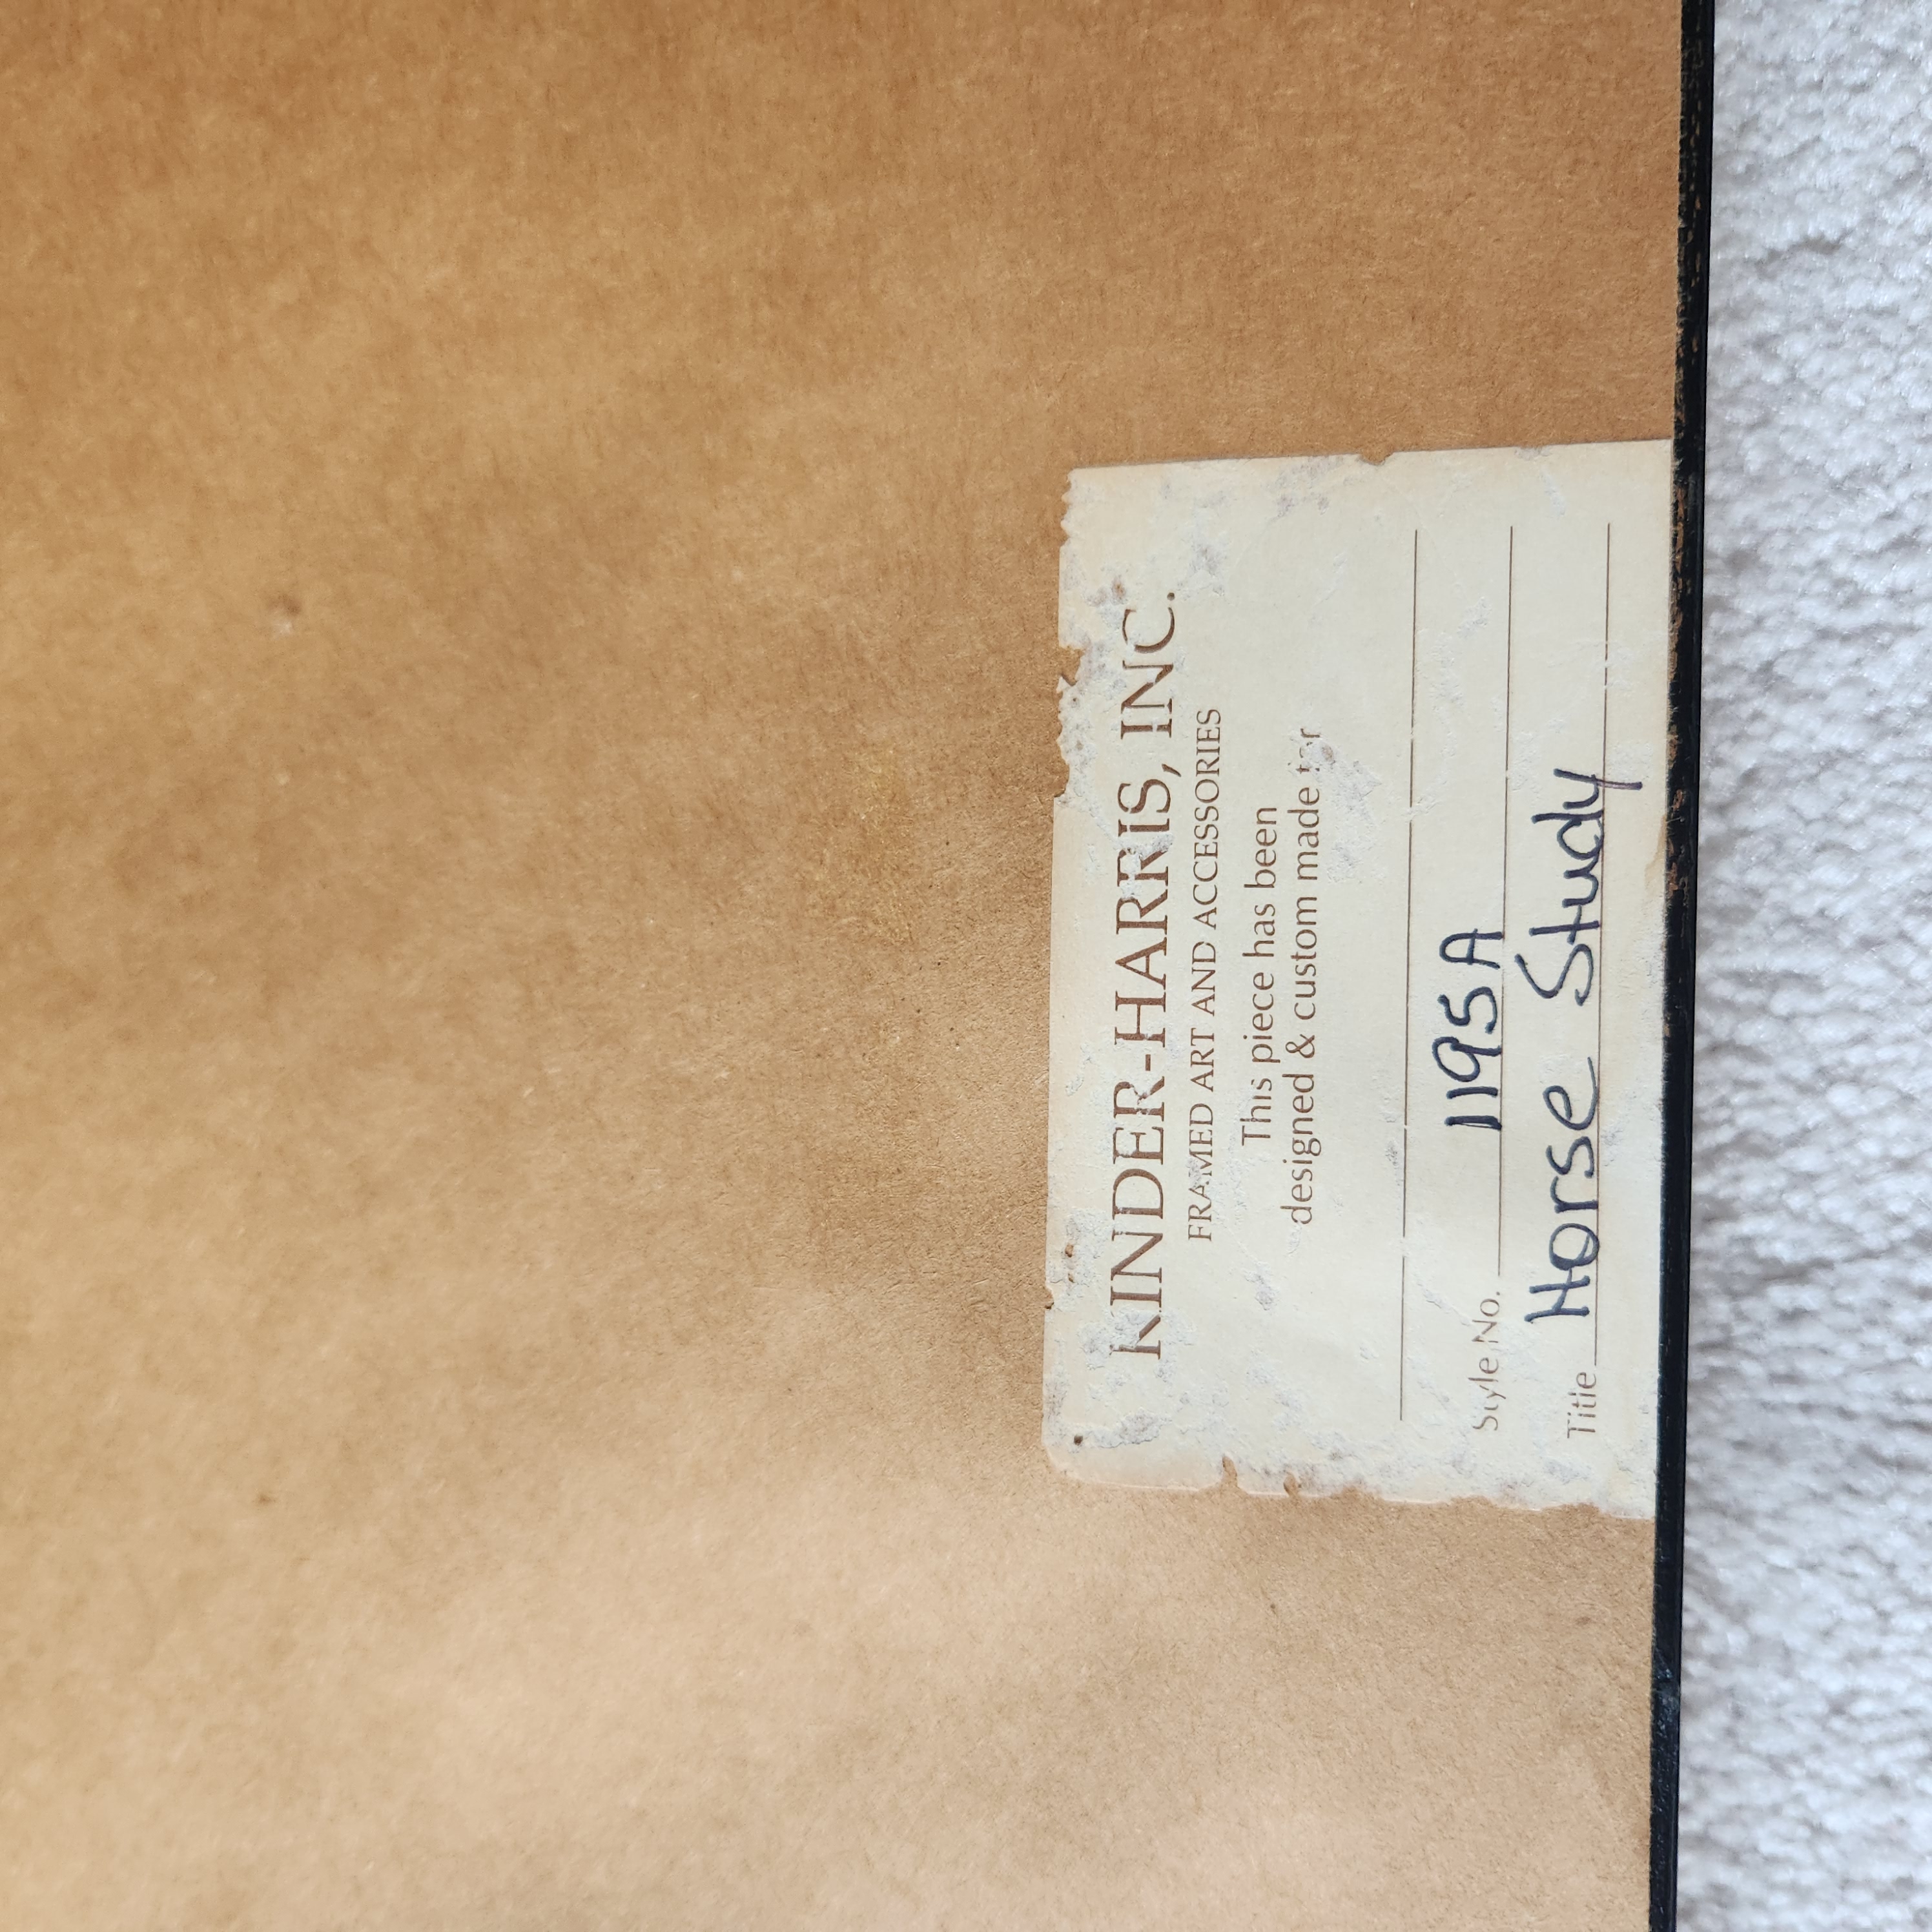 KINDER-HARRIS, INC.
FRAMED ART AND ACCESSORIES
This piece has been
designed & custom made for
Style No. 1195A
Title Horse Study